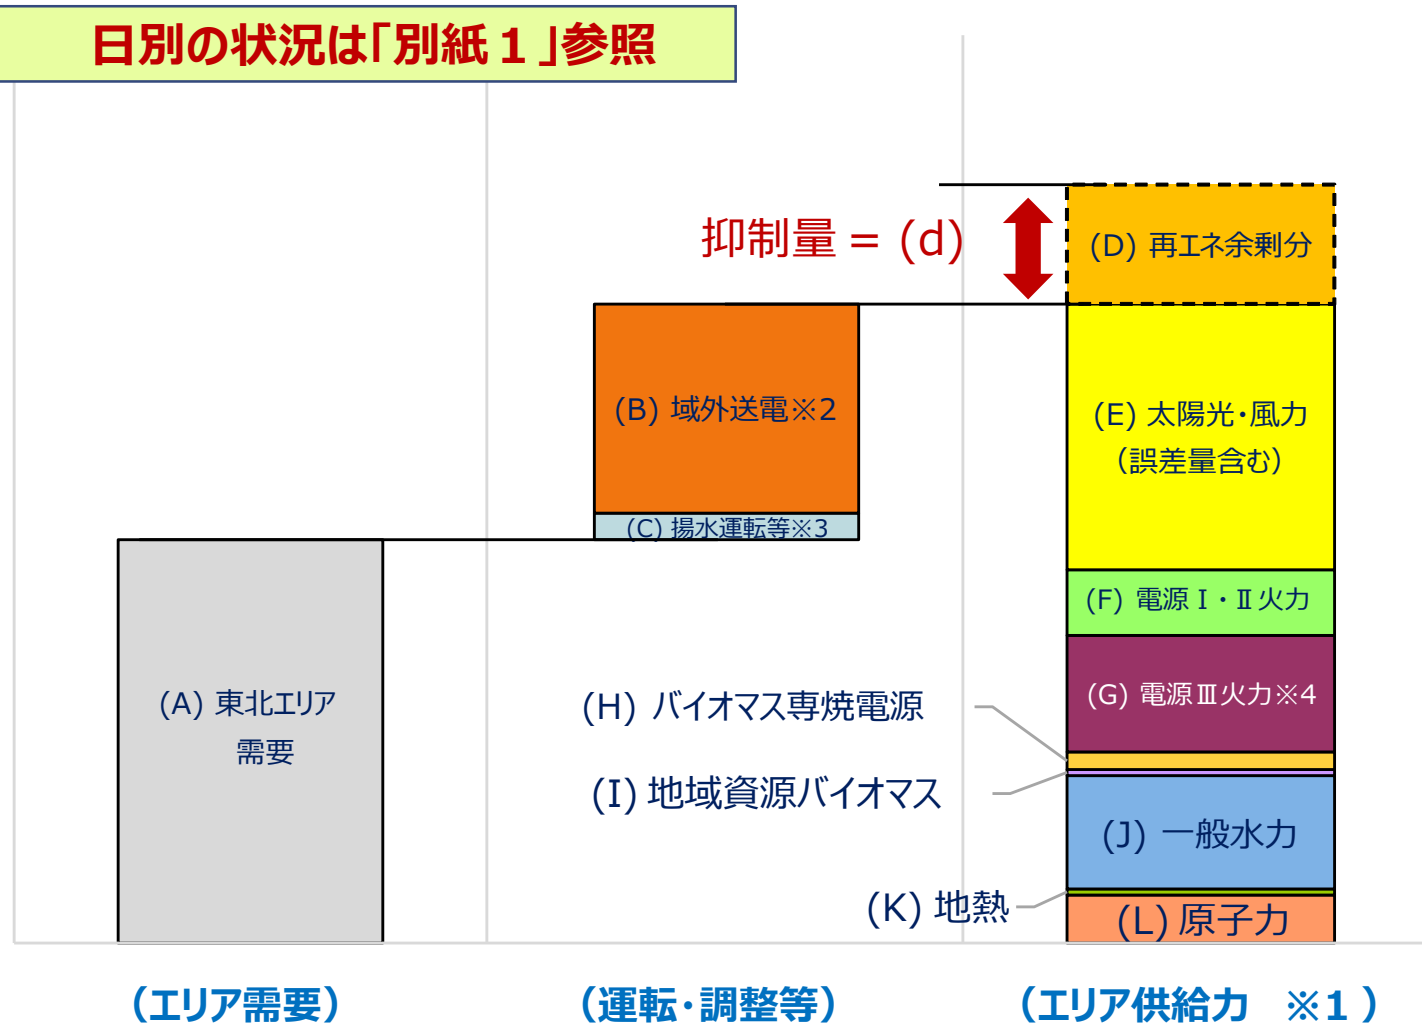 日別の状況は「別紙１」参照
抑制量 = (d)
(D) 再エネ余剰分
(B) 域外送電※2
(C) 揚水運転等※3
(E) 太陽光・風力
（誤差量含む）
(F) 電源Ⅰ・Ⅱ火力
(A) 東北エリア
需要
(G) 電源Ⅲ火力※4
(H) バイオマス専焼電源
(I) 地域資源バイオマス
(J) 一般水力
(K) 地熱
(L) 原子力
（エリア需要）
（運転・調整等）
（エリア供給力　※１）